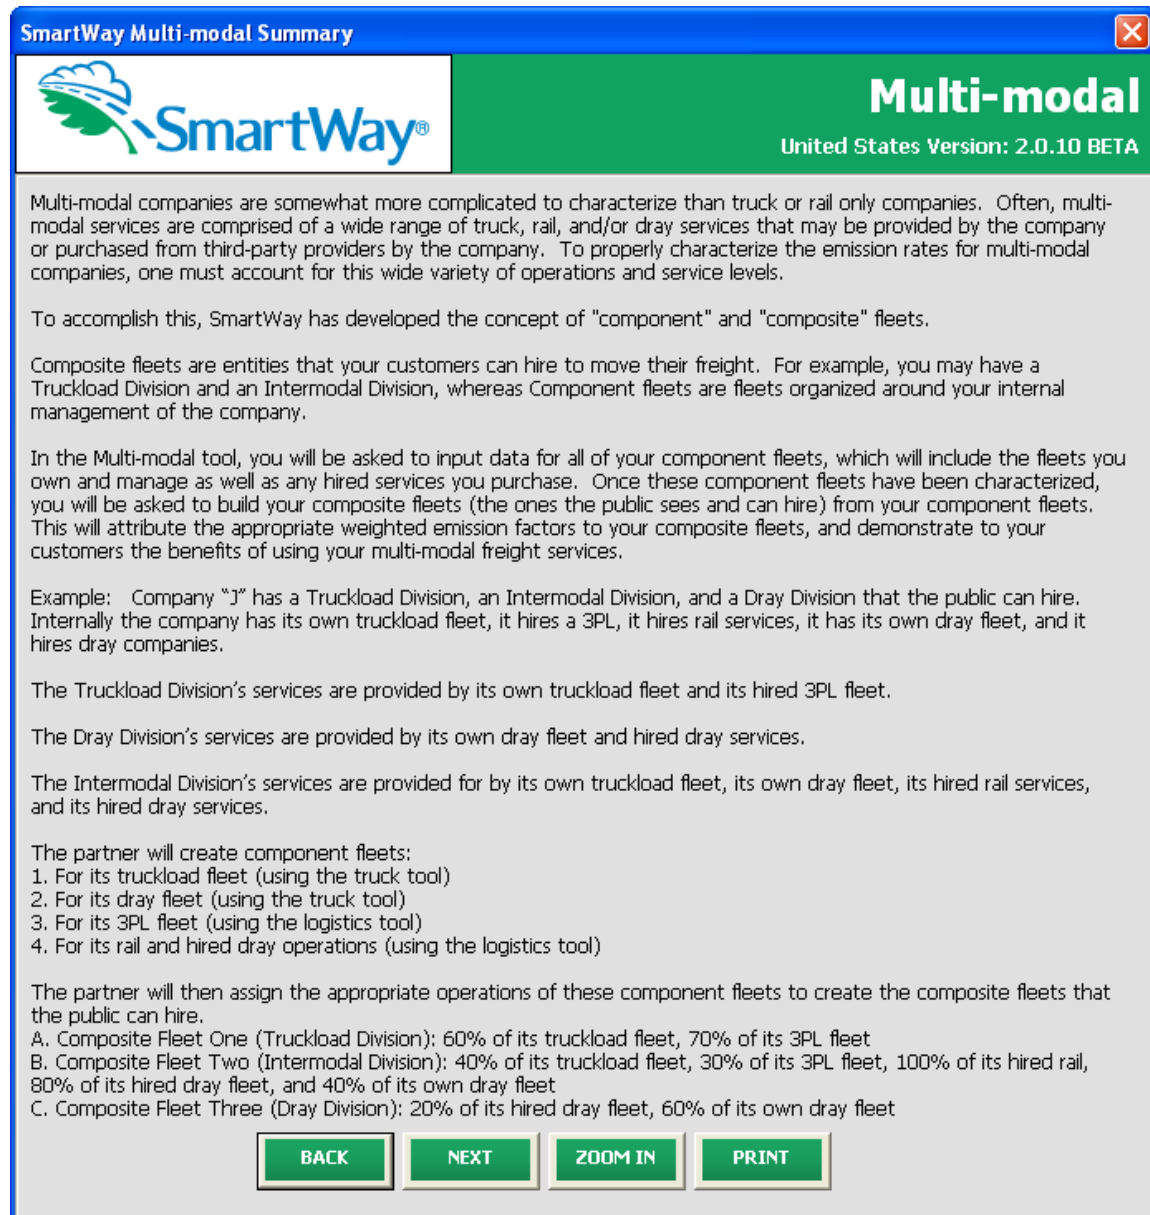 SmartWay Multi-modal Summary
SmartWay®
Multi-modal
United States Version: 2.0.10 BETA
Multi-modal companies are somewhat more complicated to characterize than truck or rail only companies.  Often, multi-
modal services are comprised of a wide range of truck, rail, and/or dray services that may be provided by the company
or purchased from third-party providers by the company.  To properly characterize the emission rates for multi-modal
companies, one must account for this wide variety of operations and service levels.
To accomplish this, SmartWay has developed the concept of "component" and "composite" fleets.
Composite fleets are entities that your customers can hire to move their freight.  For example, you may have a
Truckload Division and an Intermodal Division, whereas Component fleets are fleets organized around your internal
management of the company.
In the Multi-modal tool, you will be asked to input data for all of your component fleets, which will include the fleets you
own and manage as well as any hired services you purchase.  Once these component fleets have been characterized,
you will be asked to build your composite fleets (the ones the public sees and can hire) from your component fleets.
This will attribute the appropriate weighted emission factors to your composite fleets, and demonstrate to your
customers the benefits of using your multi-modal freight services.
Example:   Company “J” has a Truckload Division, an Intermodal Division, and a Dray Division that the public can hire.
Internally the company has its own truckload fleet, it hires a 3PL, it hires rail services, it has its own dray fleet, and it
hires dray companies.
The Truckload Division’s services are provided by its own truckload fleet and its hired 3PL fleet.
The Dray Division’s services are provided by its own dray fleet and hired dray services.
The Intermodal Division’s services are provided for by its own truckload fleet, its own dray fleet, its hired rail services,
and its hired dray services.
The partner will create component fleets:
1. For its truckload fleet (using the truck tool)
2. For its dray fleet (using the truck tool)
3. For its 3PL fleet (using the logistics tool)
4. For its rail and hired dray operations (using the logistics tool)
The partner will then assign the appropriate operations of these component fleets to create the composite fleets that
the public can hire.
A. Composite Fleet One (Truckload Division): 60% of its truckload fleet, 70% of its 3PL fleet
B. Composite Fleet Two (Intermodal Division): 40% of its truckload fleet, 30% of its 3PL fleet, 100% of its hired rail,
80% of its hired dray fleet, and 40% of its own dray fleet
C. Composite Fleet Three (Dray Division): 20% of its hired dray fleet, 60% of its own dray fleet
BACK
NEXT
ZOOM IN
PRINT